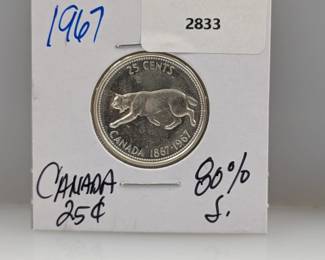 1967
2833
25 CENTS
CANADA 1867-1967
CANADA
25¢
80%
S.